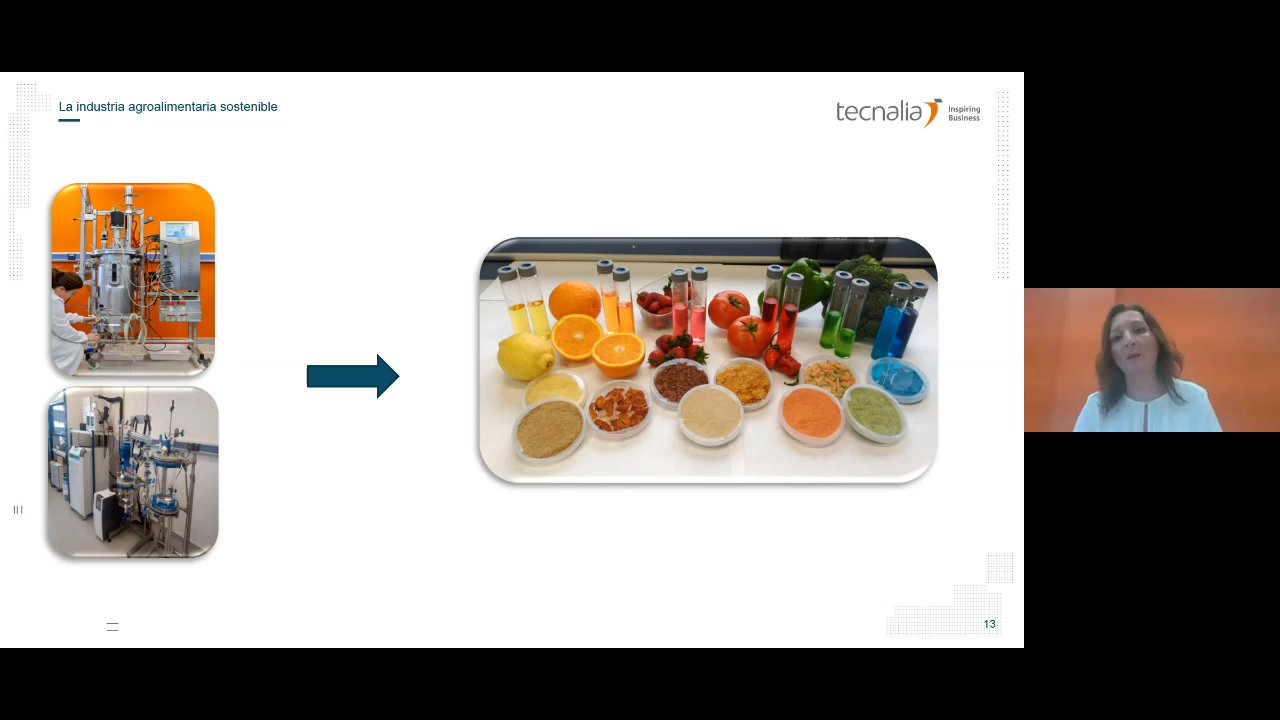 La industria agroalimentaria sostenible
tecnalia
Inspiring
Business
13